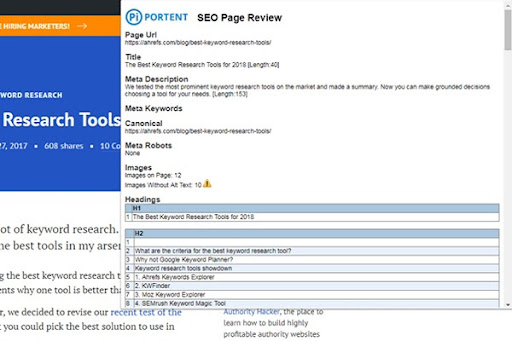 HIRING MARKETERS! →
WORD RESEARCH
Research Tools
27, 2017 • 608 shares • 10 Co
ot of keyword research.
he best tools in my arse
g the best keyword research t
ents why one tool is better tha
r, we decided to revise our recent test of the
t you could pick the best solution to use in
Pi PORTENT SEO Page Review
Page Url
https://ahrefs.com/blog/best-keyword-research-tools/
Title
The Best Keyword Research Tools for 2018 [Length:40]
Meta Description
We tested the most prominent keyword research tools on the market and made a summary. Now you can make grounded decisions
choosing a tool for your needs. [Length:153]
Meta Keywords
Canonical
https://ahrefs.com/blog/best-keyword-research-tools/
Meta Robots
None
Images
Images on Page: 12
Images Without Alt Text: 10
Headings
H1
1 The Best Keyword Research Tools for 2018
H2
1
2 What are the criteria for the best keyword research tool?
3 Why not Google Keyword Planner?
4 Keyword research tools showdown
5 1. Ahrefs Keywords Explorer
6 2. KWFinder
7 3. Moz Keyword Explorer
8 4. SEMrush Keyword Magic Tool
Authority Hacker, the place
to learn how to build highly
profitable authority websites